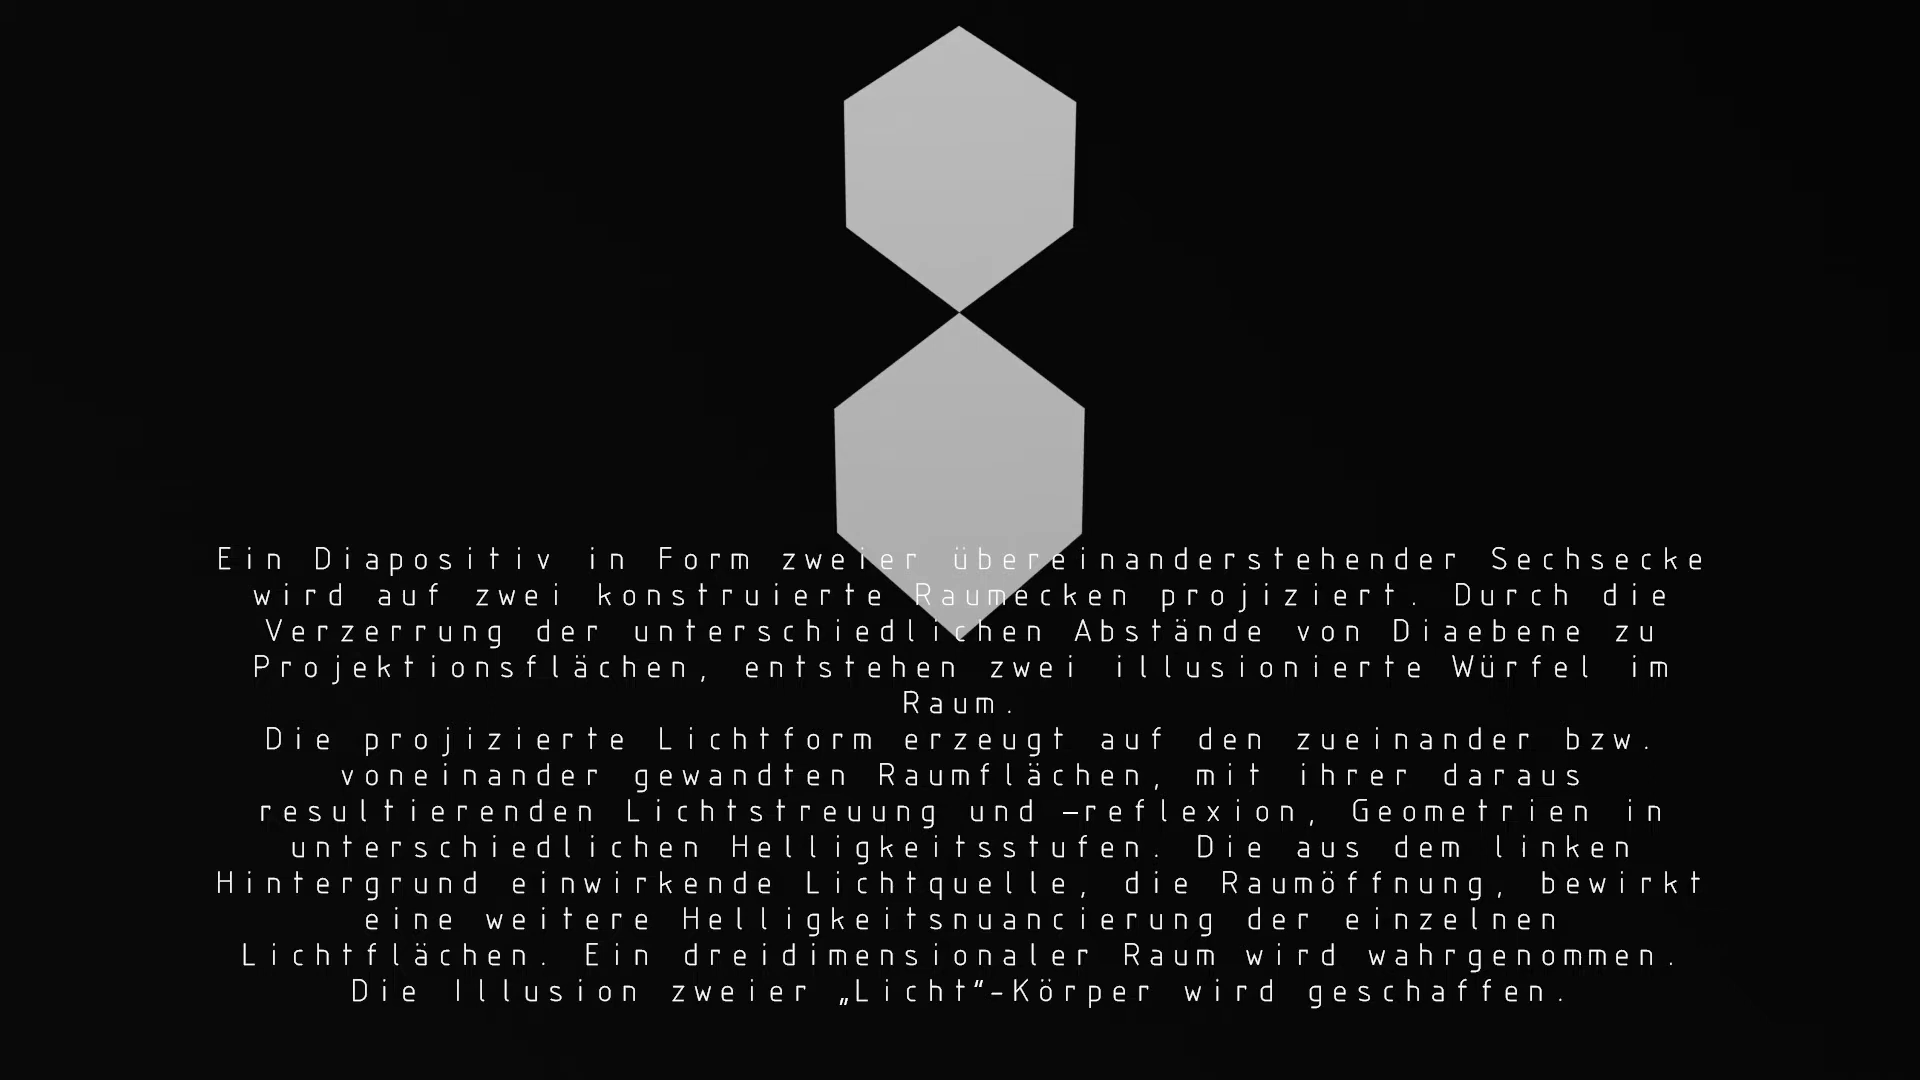 Ein Diapositiv in Form zweier übereinanderstehender Sechsecke
wird auf zwei konstruierte Raumecken projiziert. Durch die
Verzerrung der unterschiedlichen Abstände von Diaebene zu
Projektionsflächen, entstehen zwei illusionierte Würfel im
Raum.
Die projizierte Lichtform erzeugt auf den zueinander bzw.
voneinander gewandten Raumflächen, mit ihrer daraus
resultierenden Lichtstreuung und –reflexion, Geometrien in
unterschiedlichen Helligkeitsstufen. Die aus dem linken
Hintergrund einwirkende Lichtquelle, die Raumöffnung, bewirkt
eine weitere Helligkeitsnuancierung der einzelnen
Lichtflächen. Ein dreidimensionaler Raum wird wahrgenommen.
Die Illusion zweier „Licht“-Körper wird geschaffen.